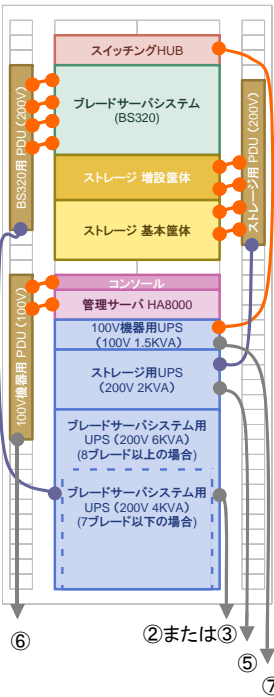 スイッチングHUB
ブレードサーバシステム
(BS320)
BS320用 PDU (200V)
ストレージ用 PDU (200V)
ストレージ 増設筐体
ストレージ 基本筐体
コンソール
管理サーバ HA8000
100V機器用 PDU (100V)
100V機器用UPS
(100V 1.5KVA)
ストレージ用UPS
(200V 2KVA)
ブレードサーバシステム用
UPS (200V 6KVA)
(8ブレード以上の場合)
ブレードサーバシステム用
UPS (200V 4KVA)
(7ブレード以下の場合)
⑥
②または③
⑤
⑦